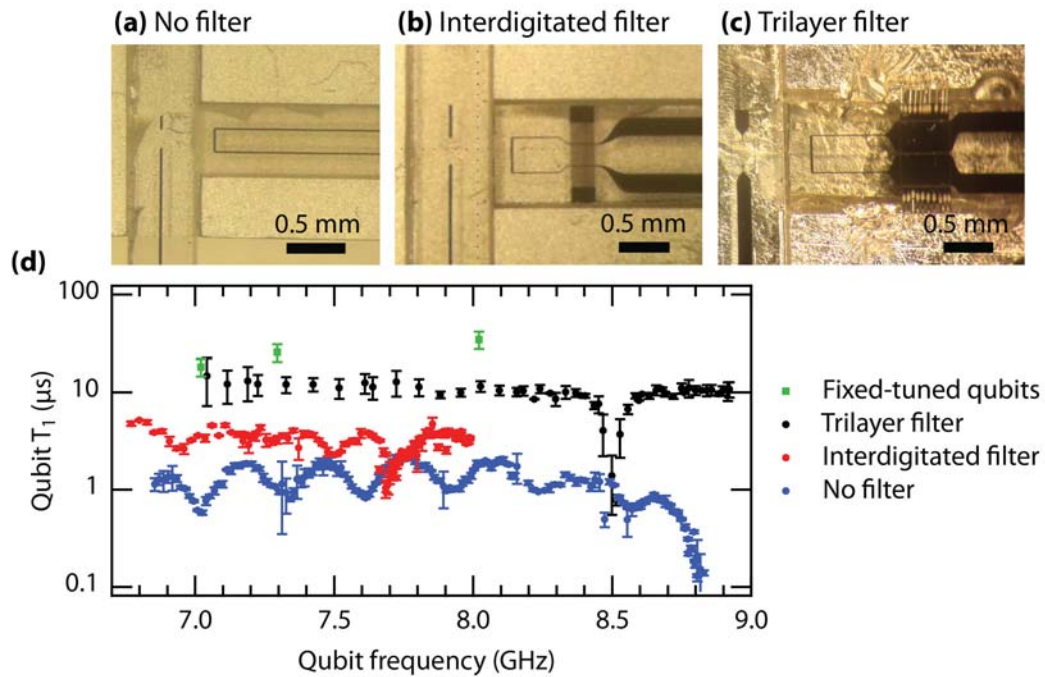 (a) No filter
(b) Interdigitated filter
(c) Trilayer filter
0.5 mm
0.5 mm
0.5 mm
(d)
100
10
1
0.1
Qubit T₁ (µs)
7.0
7.5
8.0
8.5
9.0
Qubit frequency (GHz)
Fixed-tuned qubits
Trilayer filter
Interdigitated filter
No filter